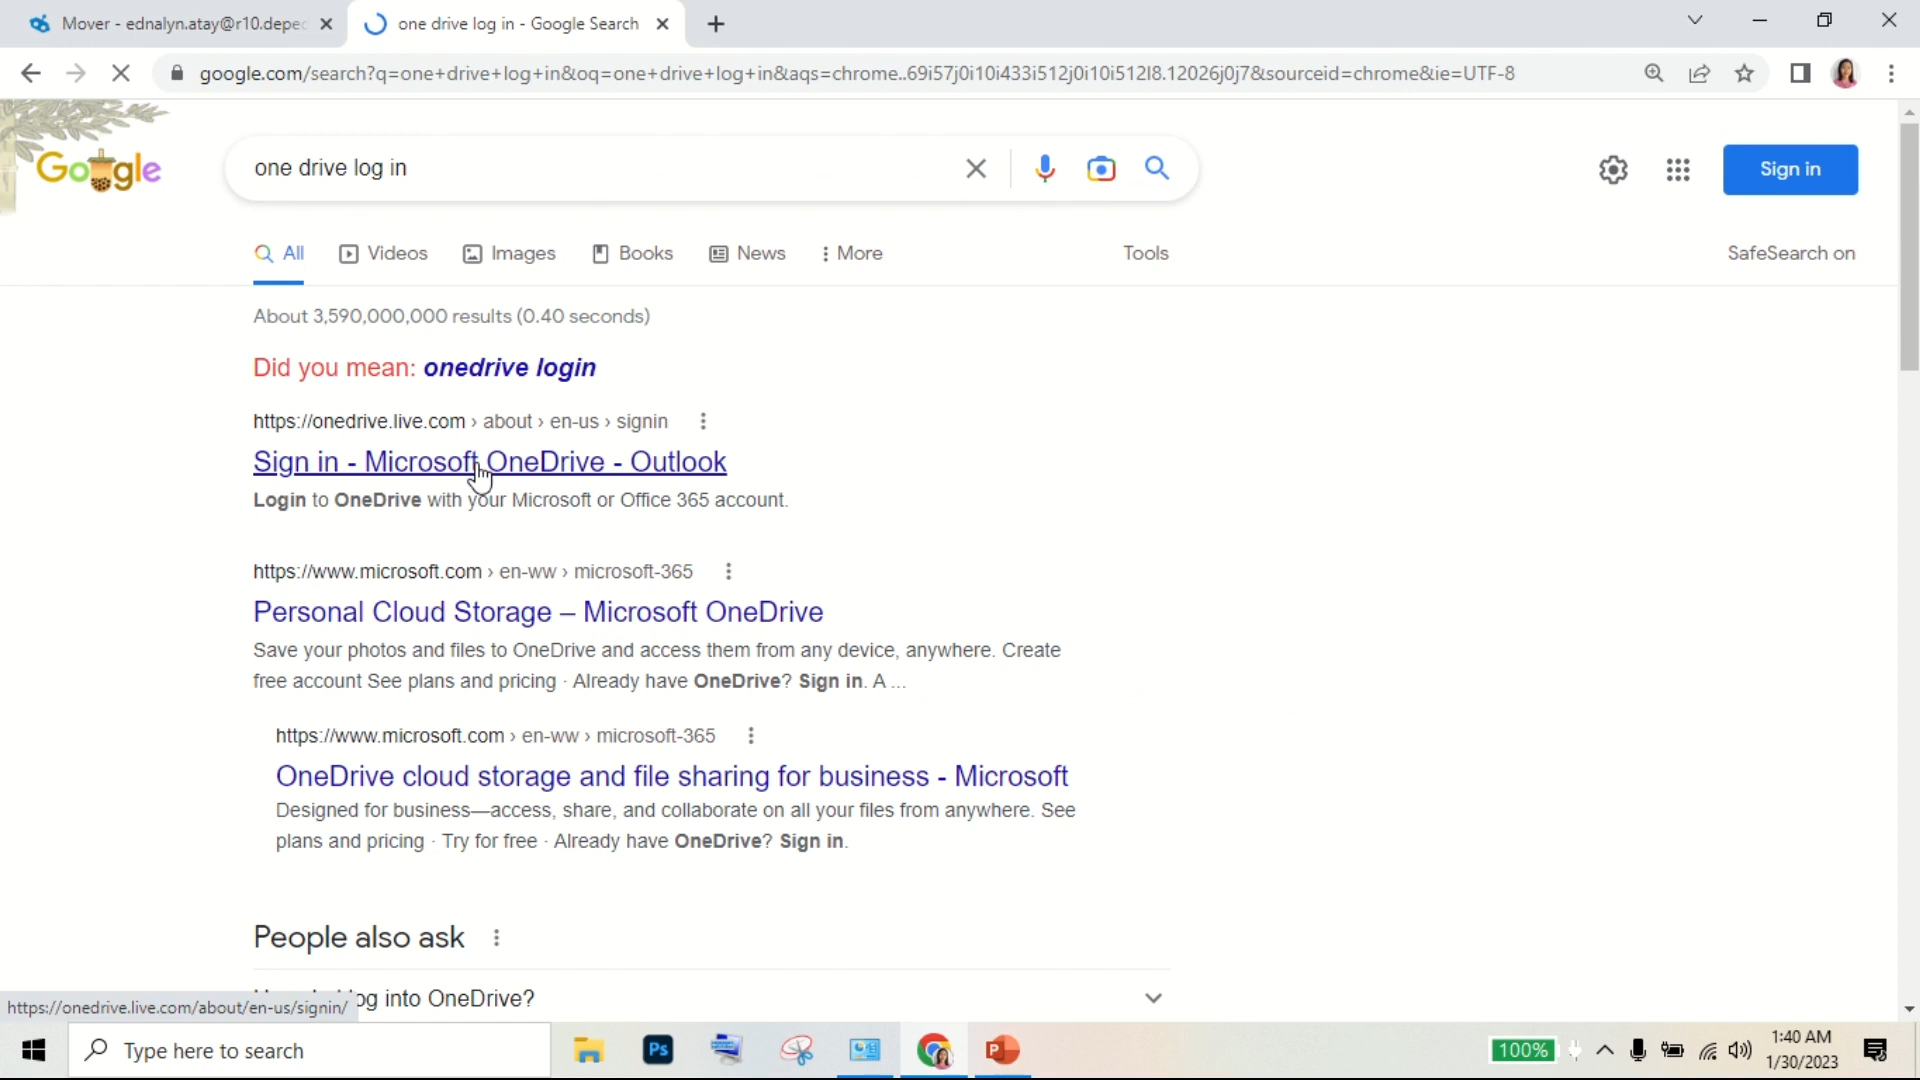 Mover - ednalyn.atay@r10.depec
one drive log in - Google Search
google.com/search?q=one+drive+log+in&oq=one+drive+log+in&aqs=chrome..69i57j0i10i433i512j0i10i512l8.12026j0j7&sourceid=chrome&ie=UTF-8
Google
one drive log in
Sign in
All
Videos
Images
Books
News
More
Tools
SafeSearch on
About 3,590,000,000 results (0.40 seconds)
Did you mean: onedrive login
https://onedrive.live.com › about › en-us › signin
Sign in - Microsoft OneDrive - Outlook
Login to OneDrive with your Microsoft or Office 365 account.
https://www.microsoft.com › en-ww › microsoft-365
Personal Cloud Storage – Microsoft OneDrive
Save your photos and files to OneDrive and access them from any device, anywhere. Create
free account See plans and pricing · Already have OneDrive? Sign in. A ...
https://www.microsoft.com › en-ww › microsoft-365
OneDrive cloud storage and file sharing for business - Microsoft
Designed for business—access, share, and collaborate on all your files from anywhere. See
plans and pricing · Try for free · Already have OneDrive? Sign in.
People also ask
log into OneDrive?
https://onedrive.live.com/about/en-us/signin/
Type here to search
Ps
P
100%
1:40 AM
1/30/2023